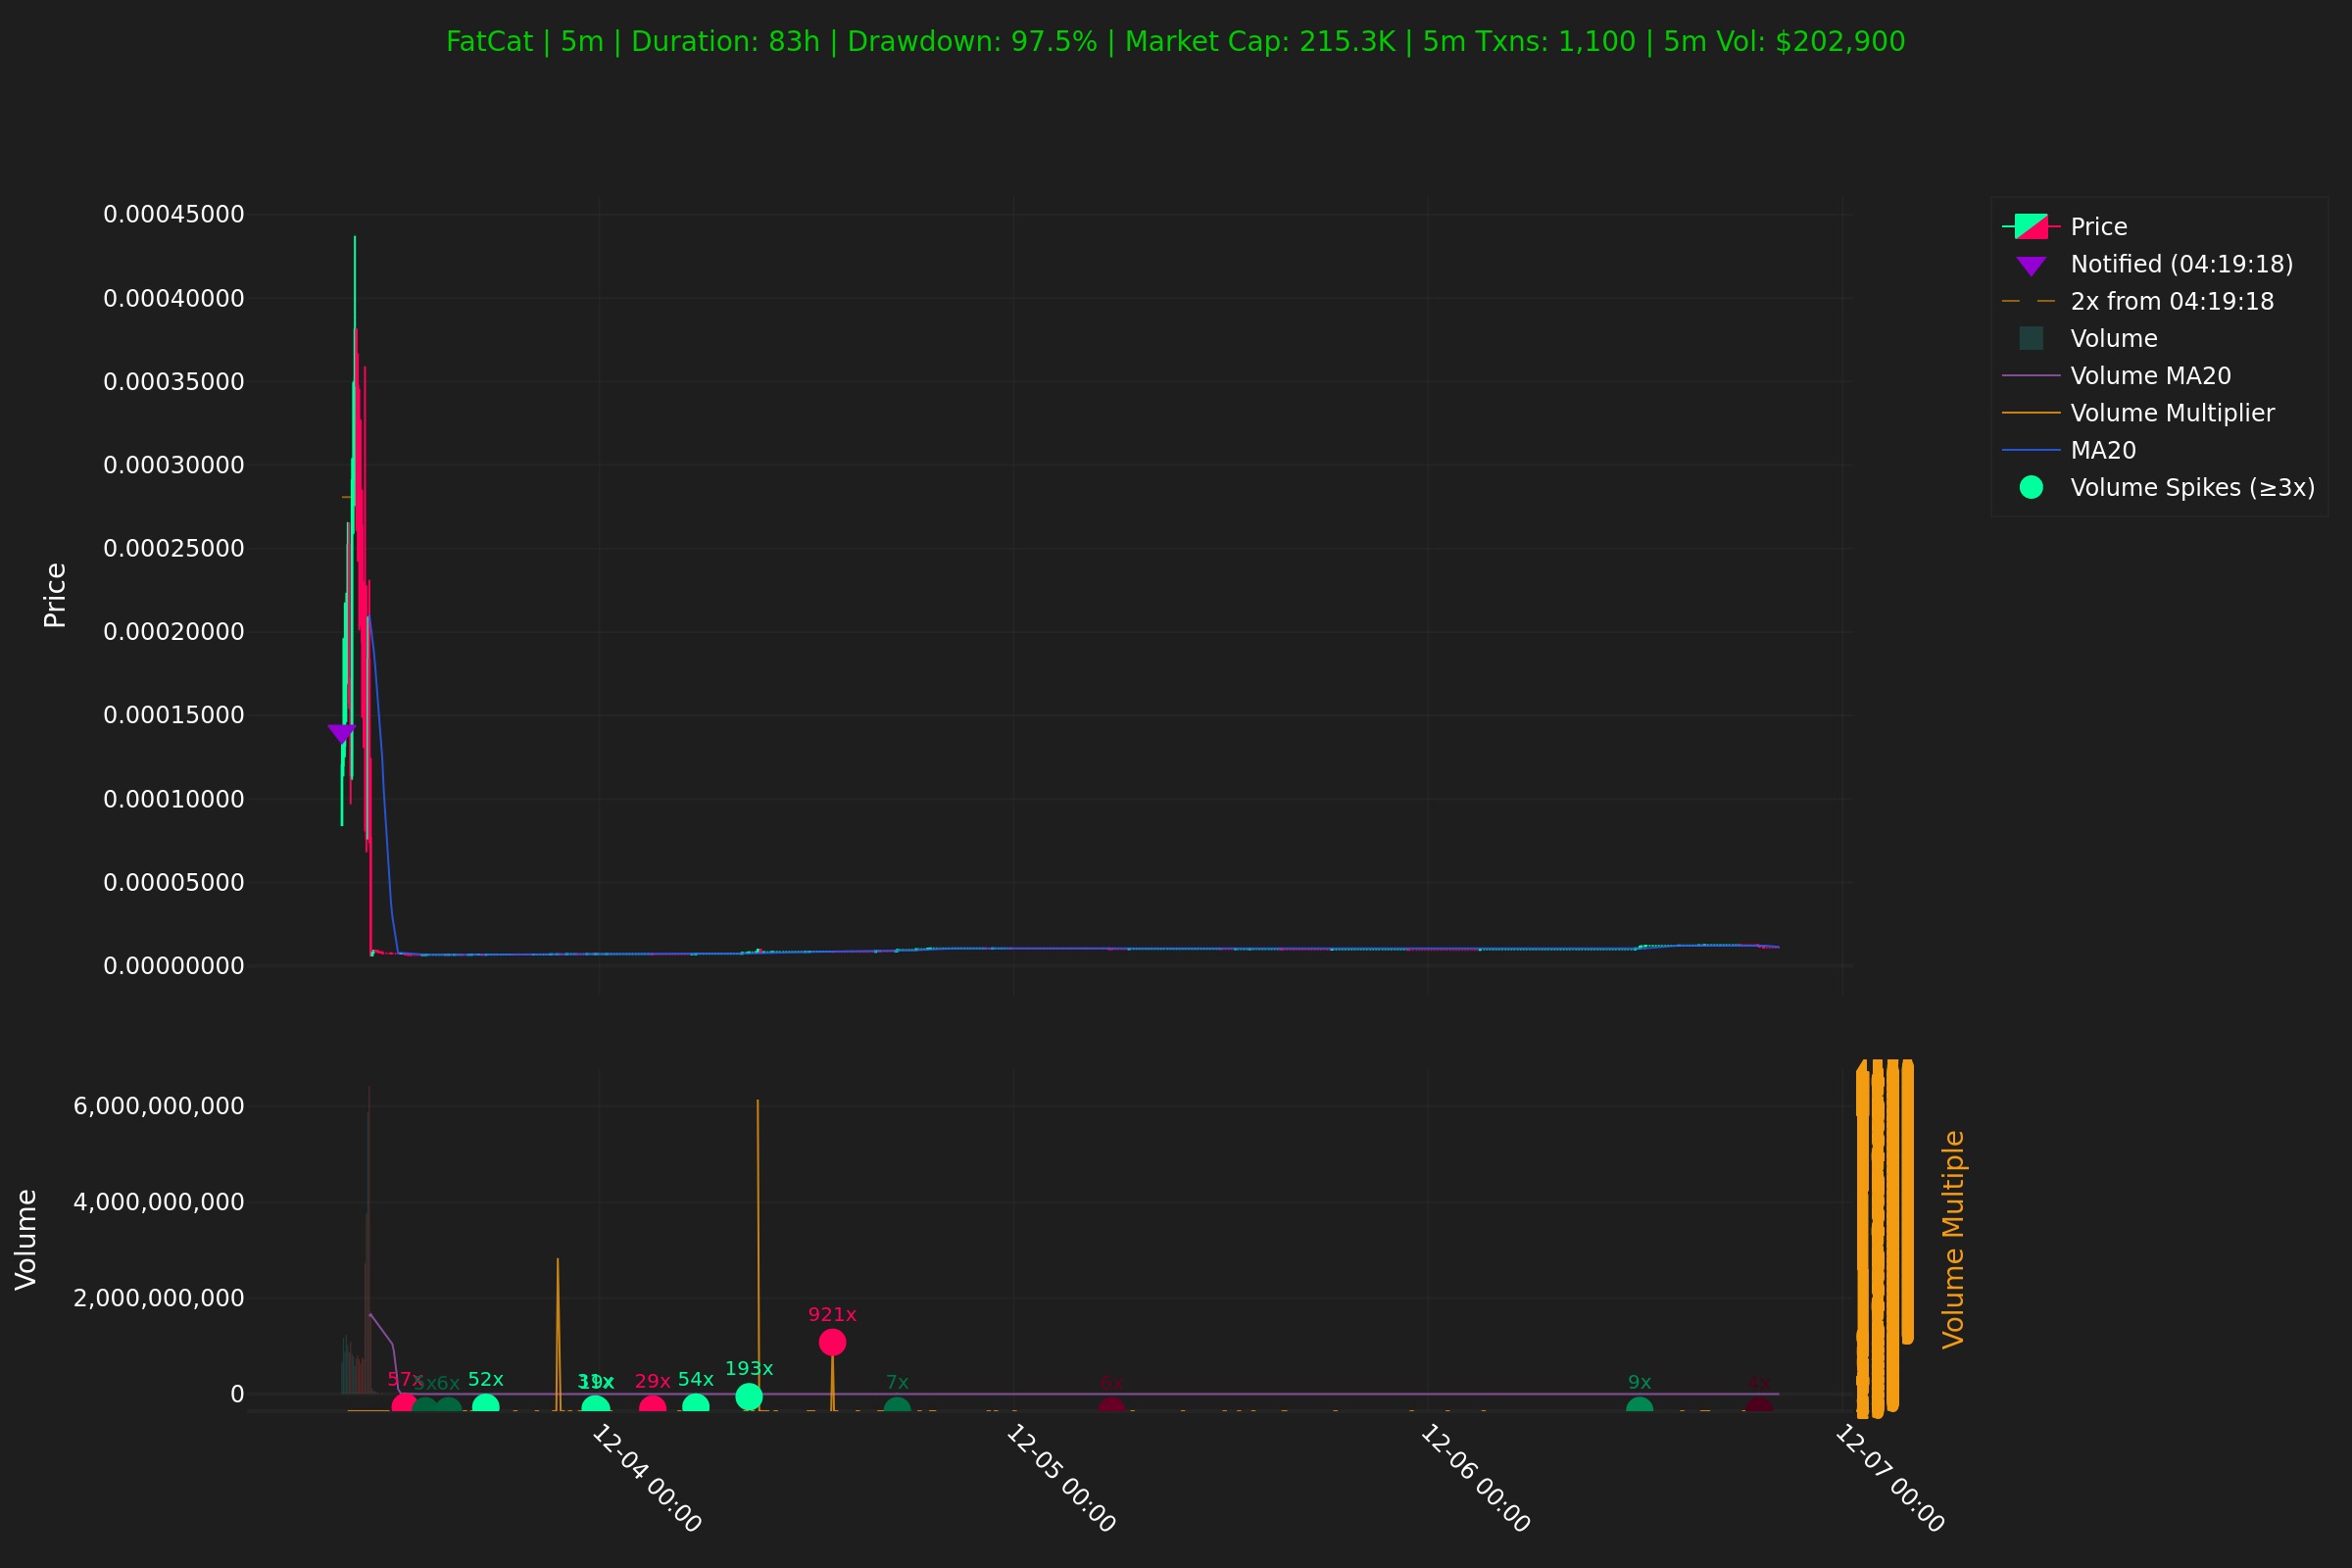 FatCat | 5m | Duration: 83h | Drawdown: 97.5% | Market Cap: 215.3K | 5m Txns: 1,100 | 5m Vol: $202,900
Price
0.00045000
0.00040000
0.00035000
0.00030000
0.00025000
0.00020000
0.00015000
0.00010000
0.00005000
0.00000000
Price
Notified (04:19:18)
2x from 04:19:18
Volume
Volume MA20
Volume Multiplier
MA20
Volume Spikes (≥3x)
Volume
6,000,000,000
4,000,000,000
2,000,000,000
0
57x
6x
52x
29x
54x
193x
921x
7x
6x
9x
Volume Multiple
12-04 00:00
12-05 00:00
12-06 00:00
12-07 00:00